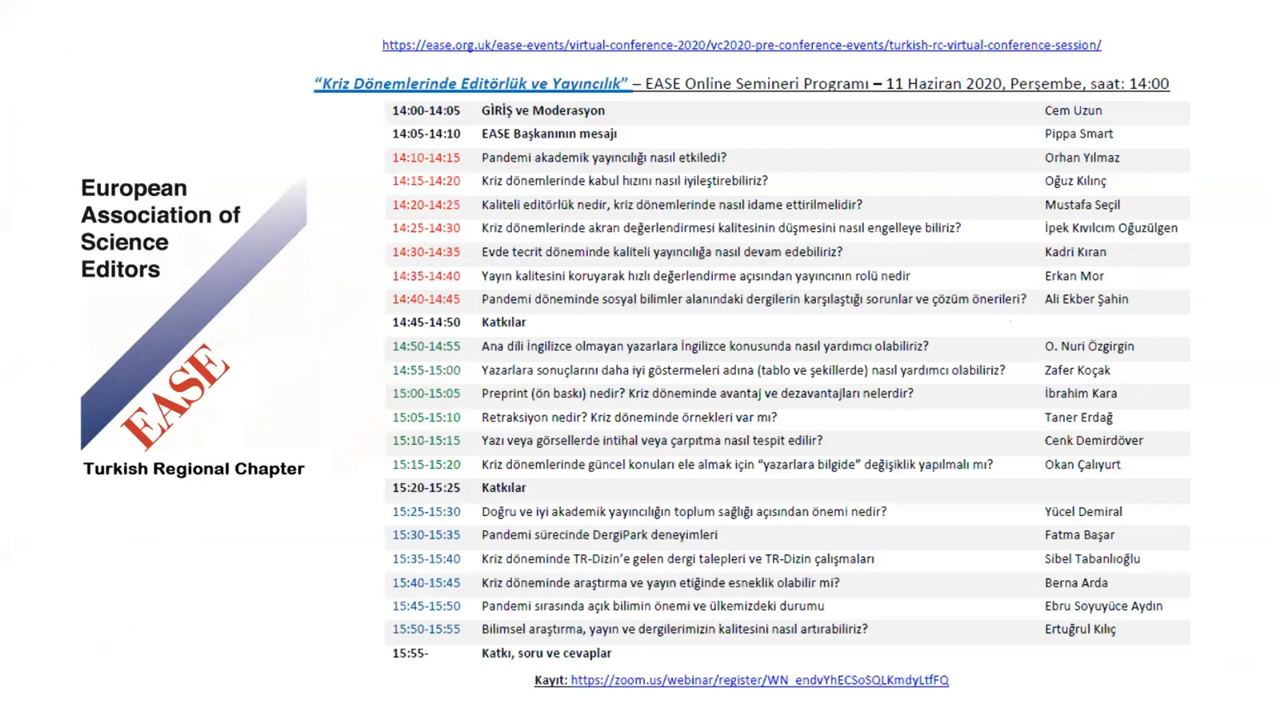 https://ease.org.uk/ease-events/virtual-conference-2020/vc2020-pre-conference-events/turkish-rc-virtual-conference-session/
“Kriz Dönemlerinde Editörlük ve Yayıncılık” – EASE Online Semineri Programı – 11 Haziran 2020, Perşembe, saat: 14:00
European
Association of
Science
Editors
EASE
Turkish Regional Chapter
14:00-14:05 GİRİŞ ve Moderasyon Cem Uzun
14:05-14:10 EASE Başkanının mesajı Pippa Smart
14:10-14:15 Pandemi akademik yayıncılığı nasıl etkiledi? Orhan Yılmaz
14:15-14:20 Kriz dönemlerinde kabul hızını nasıl iyileştirebiliriz? Oğuz Kılınç
14:20-14:25 Kaliteli editörlük nedir, kriz dönemlerinde nasıl idame ettirilmelidir? Mustafa Seçil
14:25-14:30 Kriz dönemlerinde akran değerlendirmesi kalitesinin düşmesini nasıl engelleye biliriz? İpek Kıvılcım Oğuzülgen
14:30-14:35 Evde tecrit döneminde kaliteli yayıncılığa nasıl devam edebiliriz? Kadri Kıran
14:35-14:40 Yayın kalitesini koruyarak hızlı değerlendirme açısından yayıncının rolü nedir Erkan Mor
14:40-14:45 Pandemi döneminde sosyal bilimler alanındaki dergilerin karşılaştığı sorunlar ve çözüm önerileri? Ali Ekber Şahin
14:45-14:50 Katkılar
14:50-14:55 Ana dili İngilizce olmayan yazarlara İngilizce konusunda nasıl yardımcı olabiliriz? O. Nuri Özgirgin
14:55-15:00 Yazarlara sonuçlarını daha iyi göstermeleri adına (tablo ve şekillerde) nasıl yardımcı olabiliriz? Zafer Koçak
15:00-15:05 Preprint (ön baskı) nedir? Kriz döneminde avantaj ve dezavantajları nelerdir? İbrahim Kara
15:05-15:10 Retraksiyon nedir? Kriz döneminde örnekleri var mı? Taner Erdağ
15:10-15:15 Yazı veya görsellerde intihal veya çarpıtma nasıl tespit edilir? Cenk Demirdöver
15:15-15:20 Kriz dönemlerinde güncel konuları ele almak için “yazarlara bilgide” değişiklik yapılmalı mı? Okan Çalıyurt
15:20-15:25 Katkılar
15:25-15:30 Doğru ve iyi akademik yayıncılığın toplum sağlığı açısından önemi nedir? Yücel Demiral
15:30-15:35 Pandemi sürecinde DergiPark deneyimleri Fatma Başar
15:35-15:40 Kriz döneminde TR-Dizin’e gelen dergi talepleri ve TR-Dizin çalışmaları Sibel Tabanlıoğlu
15:40-15:45 Kriz döneminde araştırma ve yayın etiğinde esneklik olabilir mi? Berna Arda
15:45-15:50 Pandemi sırasında açık bilimin önemi ve ülkemizdeki durumu Ebru Soyuyüce Aydın
15:50-15:55 Bilimsel araştırma, yayın ve dergilerimizin kalitesini nasıl artırabiliriz? Ertuğrul Kılıç
15:55- Katkı, soru ve cevaplar
Kayıt: https://zoom.us/webinar/register/WN_endvYhECSoSQLKmdyLtfFQ